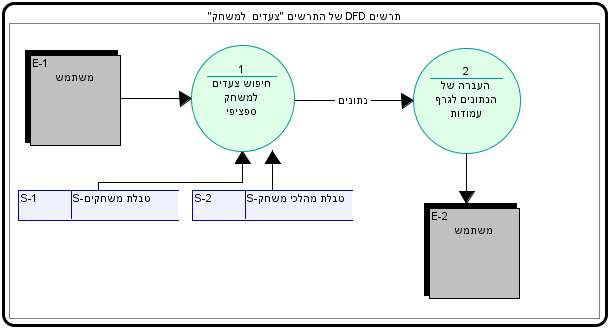 תרשים DFD של התרשים "צעדים למשחק"
E-1
משתמש
1
חיפוש צעדים
למשחק
ספציפי
נתונים
2
העברה של
הנתונים לגרף
עמודות
S-1
S-טבלת משחקים
S-2
S-טבלת מהלכי משחק
E-2
משתמש